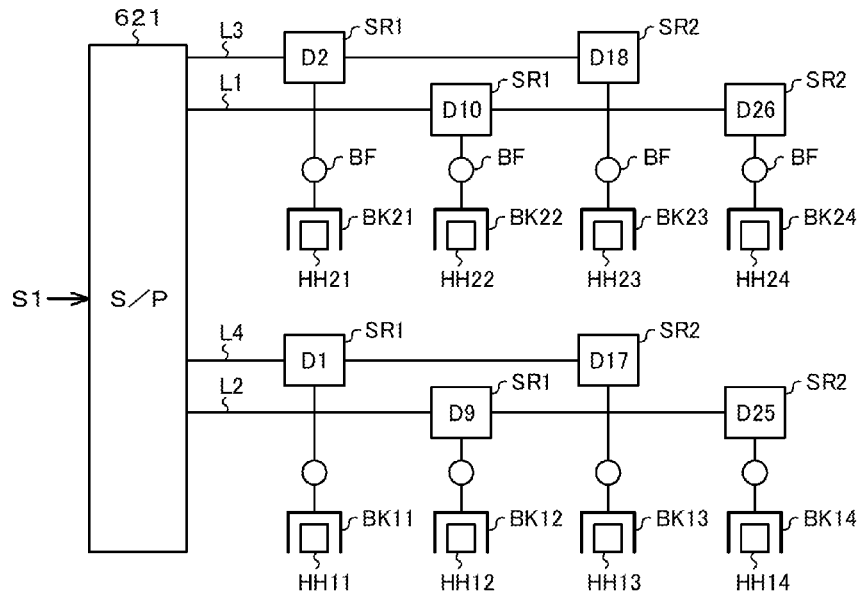 621
L3
SR1
SR2
D2
D18
L1
SR1
SR2
D10
D26
BF
BF
BF
BF
BK21
BK22
BK23
BK24
HH21
HH22
HH23
HH24
S1
S/P
L4
SR1
SR2
D1
D17
L2
SR1
SR2
D9
D25
BK11
BK12
BK13
BK14
HH11
HH12
HH13
HH14